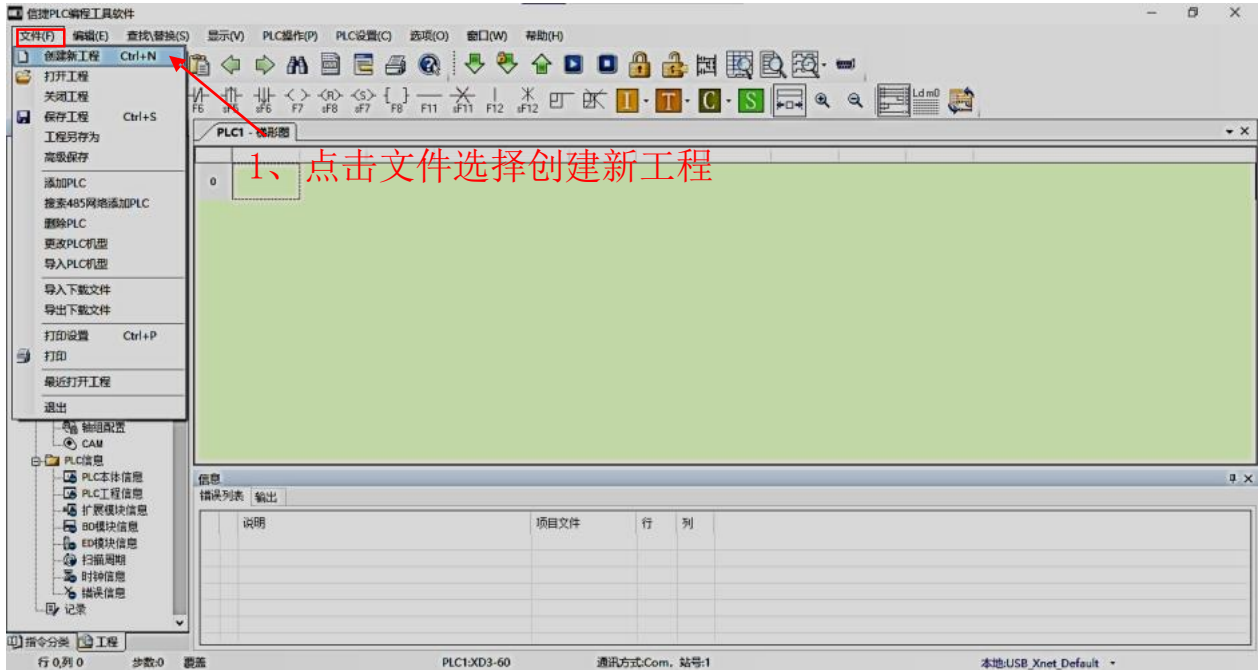 信捷PLC编程工具软件
文件(F) 编辑(E) 查找\替换(S) 显示(V) PLC操作(P) PLC设置(C) 选项(O) 窗口(W) 帮助(H)
创建新工程 Ctrl+N
打开工程
关闭工程
保存工程 Ctrl+S
工程另存为
高级保存
添加PLC
搜索485网络添加PLC
删除PLC
更改PLC机型
导入PLC机型
导入下载文件
导出下载文件
打印设置 Ctrl+P
打印
最近打开工程
退出
F6 sF5 sF6 F7 sF8 sF7 F8 F11 sF11 F12 sF12
I T C S Ld m0
PLC1 - 梯形图
1、点击文件选择创建新工程
0
轴组配置
CAM
PLC信息
PLC本体信息
PLC工程信息
扩展模块信息
BD模块信息
ED模块信息
扫描周期
时钟信息
错误信息
记录
指令分类 工程
信息
错误列表 输出
说明 项目文件 行 列
行 0,列 0 步数:0 覆盖 PLC1:XD3-60 通讯方式:Com, 站号:1 本地:USB_Xnet_Default